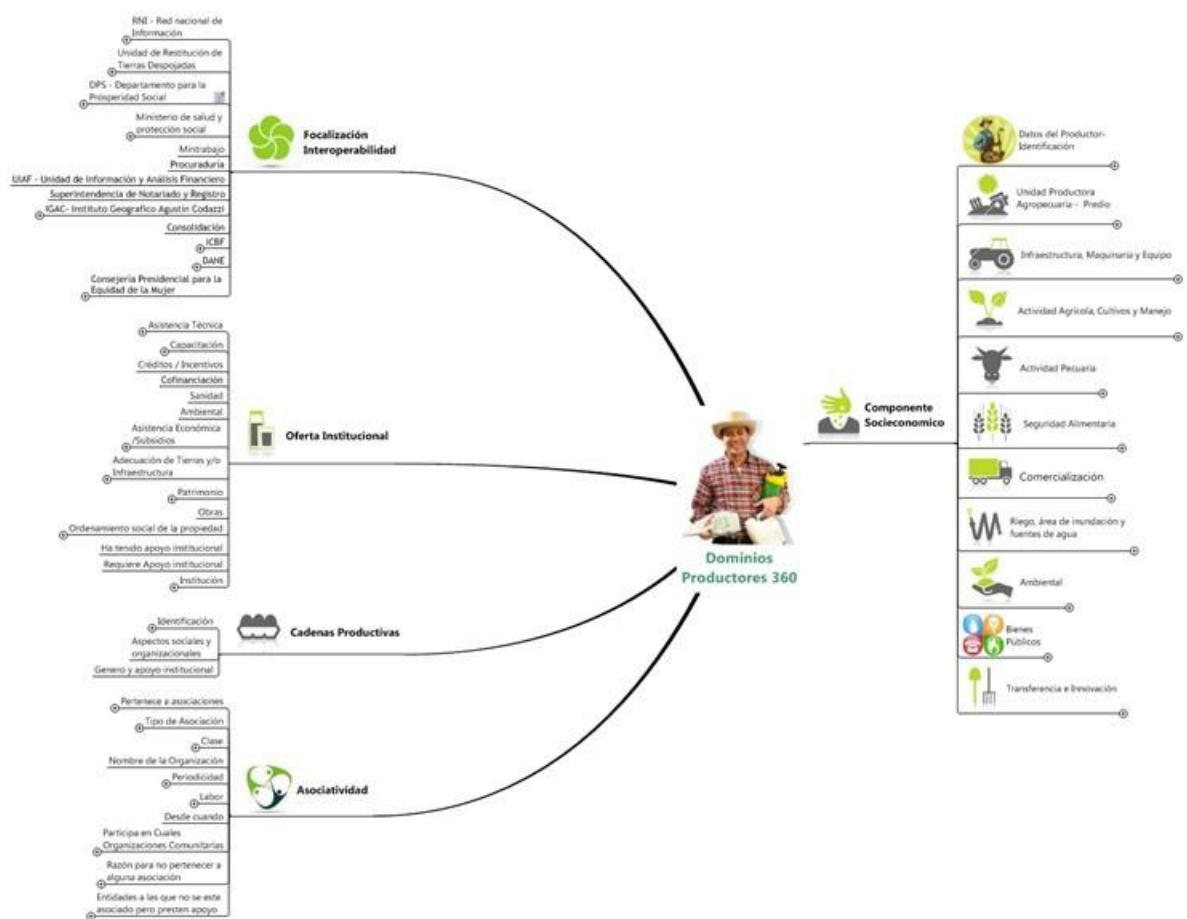 RNI - Red nacional de
Información
Unidad de Restitución de
Tierras Despojadas
DPS - Departamento para la
Prosperidad Social
Ministerio de salud y
protección social
Mintrabajo
Procuraduría
UIAF - Unidad de Información y Análisis Financiero
Superintendencia de Notariado y Registro
IGAC- Instituto Geografico Agustin Codazzi
Consolidación
ICBF
DANE
Consejería Presidencial para la
Equidad de la Mujer
Focalización
Interoperabilidad
Asistencia Técnica
Capacitación
Créditos / Incentivos
Cofinanciación
Sanidad
Ambiental
Asistencia Económica
/Subsidios
Adecuación de Tierras y/o
Infraestructura
Patrimonio
Obras
Ordenamiento social de la propiedad
Ha tenido apoyo institucional
Requiere Apoyo institucional
Institución
Oferta Institucional
Identificación
Aspectos sociales y
organizacionales
Genero y apoyo institucional
Cadenas Productivas
Pertenece a asociaciones
Tipo de Asociación
Clase
Nombre de la Organización
Periodicidad
Labor
Desde cuando
Participa en Cuales
Organizaciones Comunitarias
Razón para no pertenecer a
alguna asociación
Entidades a las que no se este
asociado pero presten apoyo
Asociatividad
Dominios
Productores 360
Componente
Socieconomico
Datos del Productor-
Identificación
Unidad Productora
Agropecuaria - Predio
Infraestructura, Maquinaria y Equipo
Actividad Agrícola, Cultivos y Manejo
Actividad Pecuaria
Seguridad Alimentaria
Comercialización
Riego, área de inundación y
fuentes de agua
Ambiental
Bienes
Públicos
Transferencia e Innovación